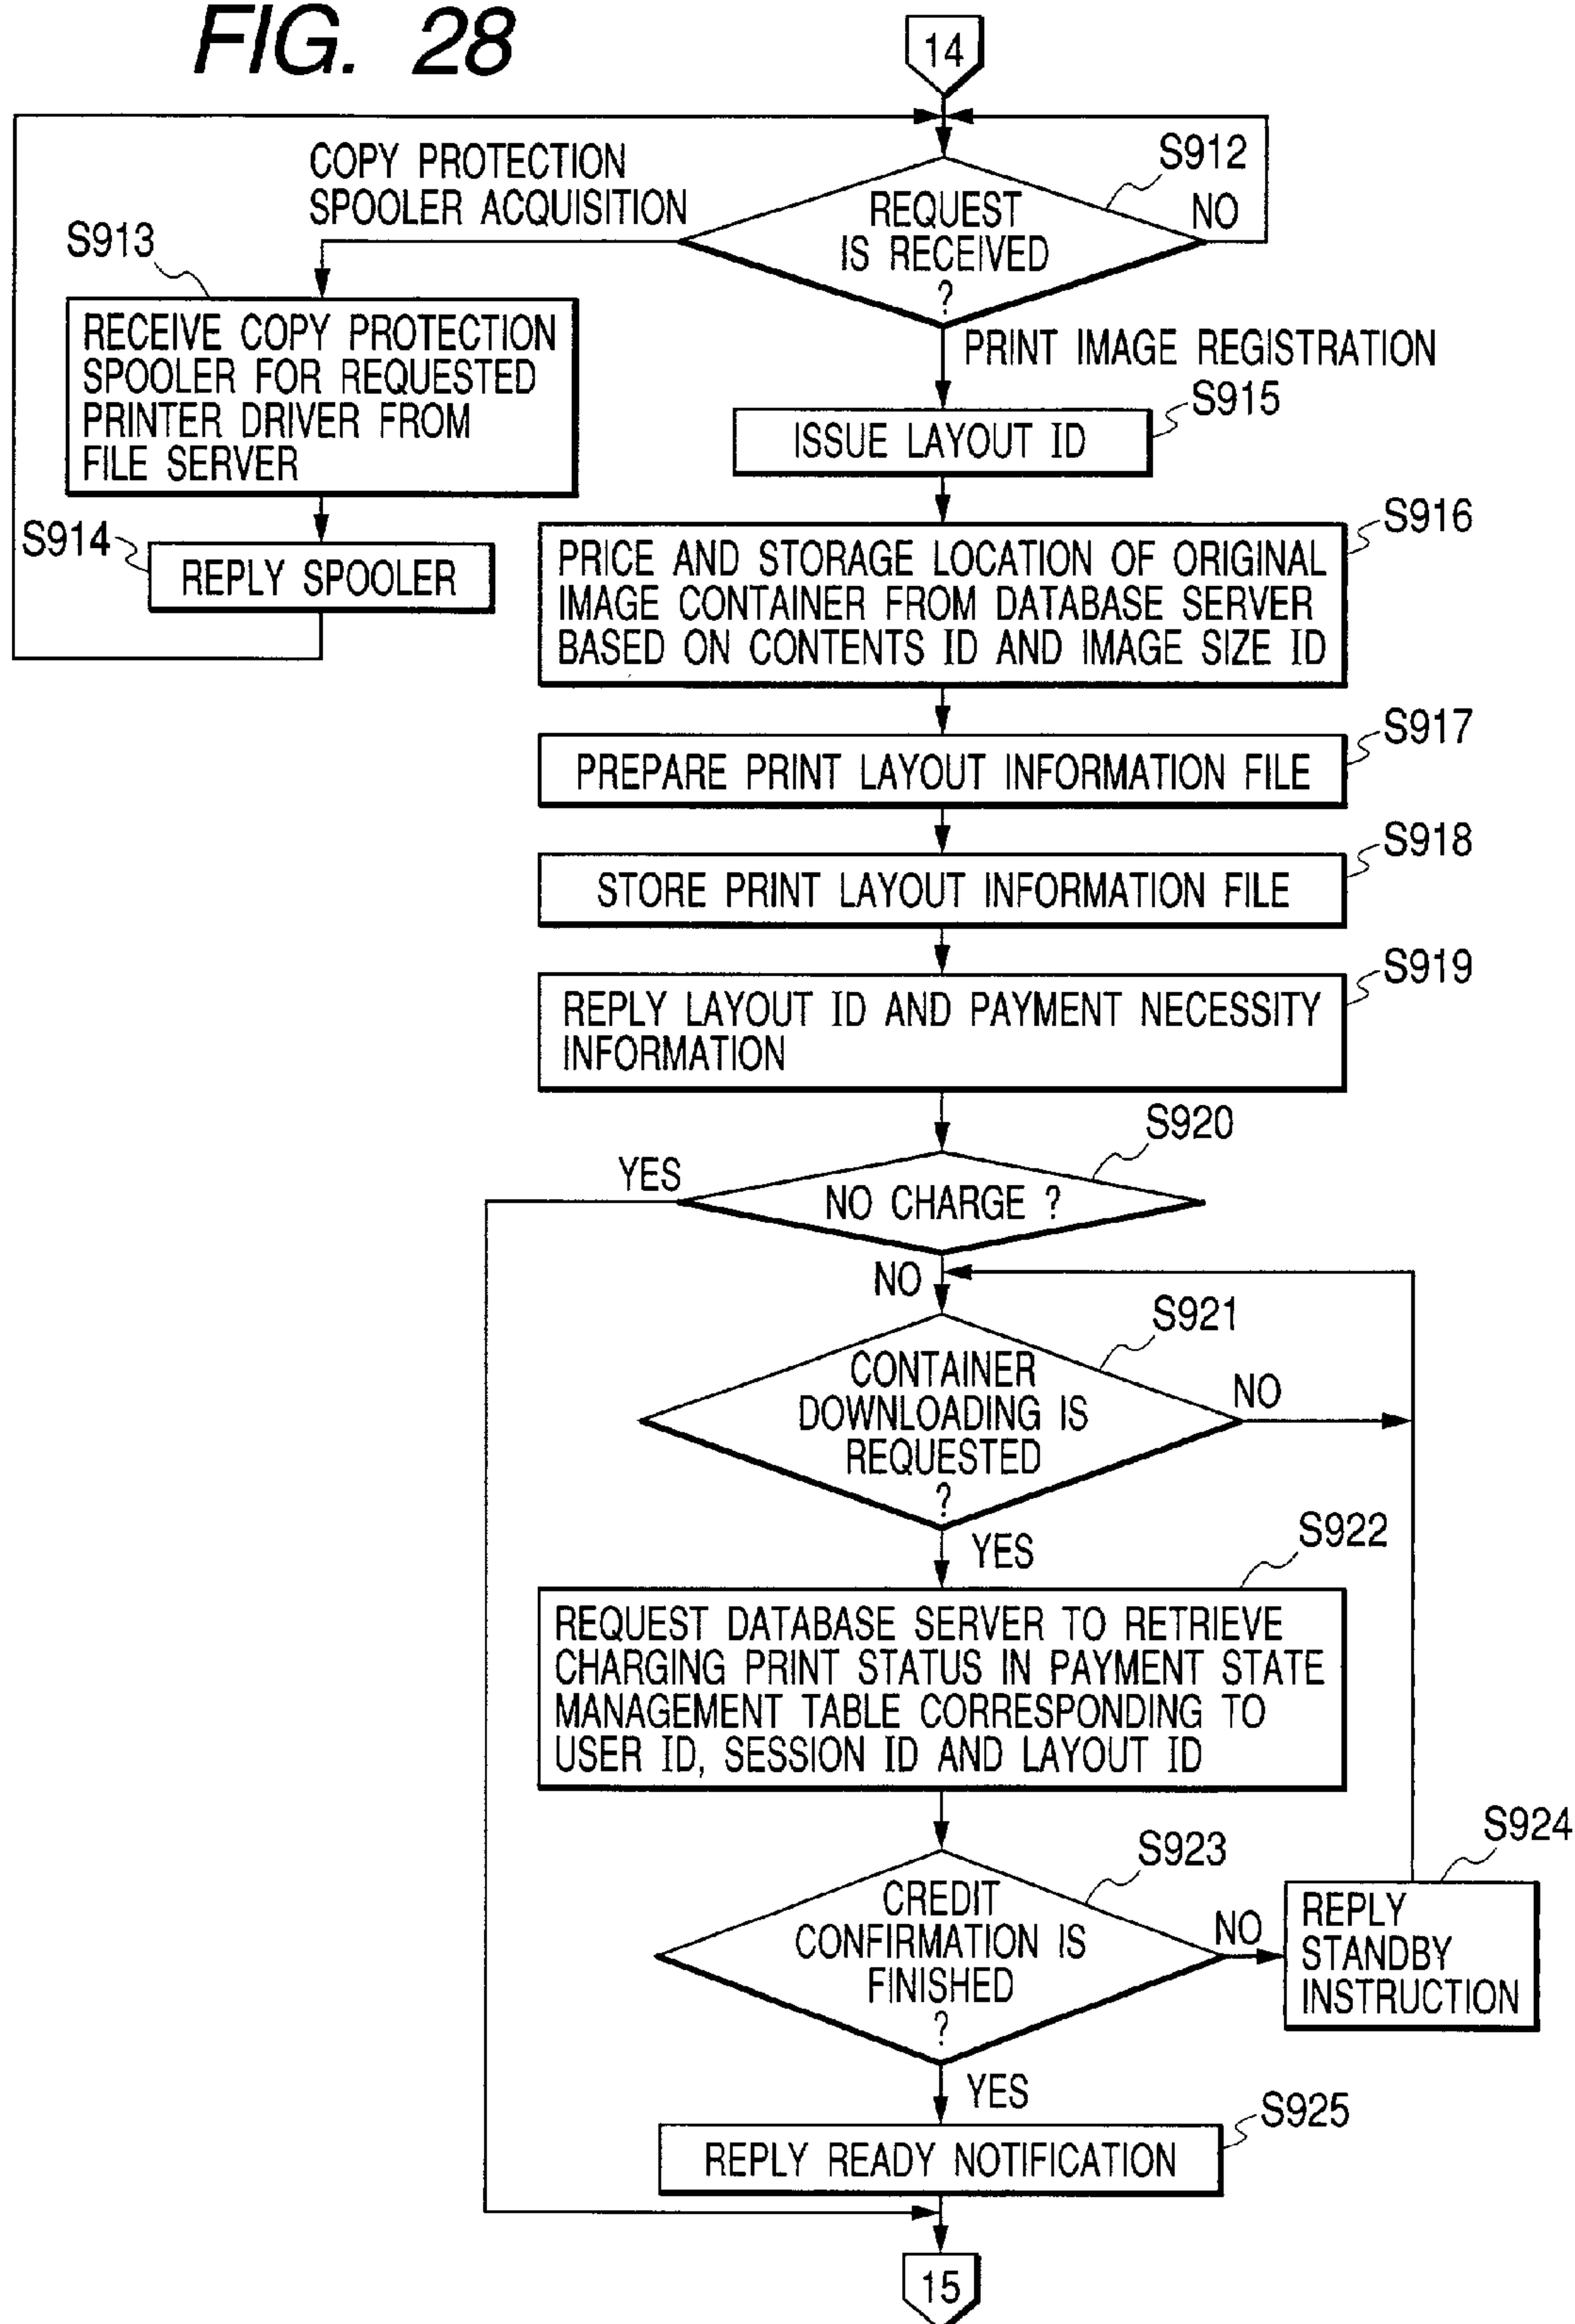 FIG. 28
14
COPY PROTECTION
SPOOLER ACQUISITION
S912
REQUEST
IS RECEIVED
?
NO
S913
RECEIVE COPY PROTECTION
SPOOLER FOR REQUESTED
PRINTER DRIVER FROM
FILE SERVER
PRINT IMAGE REGISTRATION
S915
ISSUE LAYOUT ID
S914
REPLY SPOOLER
S916
PRICE AND STORAGE LOCATION OF ORIGINAL
IMAGE CONTAINER FROM DATABASE SERVER
BASED ON CONTENTS ID AND IMAGE SIZE ID
S917
PREPARE PRINT LAYOUT INFORMATION FILE
S918
STORE PRINT LAYOUT INFORMATION FILE
S919
REPLY LAYOUT ID AND PAYMENT NECESSITY
INFORMATION
S920
YES
NO CHARGE ?
NO
S921
CONTAINER
DOWNLOADING IS
REQUESTED
?
NO
YES
S922
REQUEST DATABASE SERVER TO RETRIEVE
CHARGING PRINT STATUS IN PAYMENT STATE
MANAGEMENT TABLE CORRESPONDING TO
USER ID, SESSION ID AND LAYOUT ID
S923
CREDIT
CONFIRMATION IS
FINISHED
?
NO
S924
REPLY
STANDBY
INSTRUCTION
YES
S925
REPLY READY NOTIFICATION
15